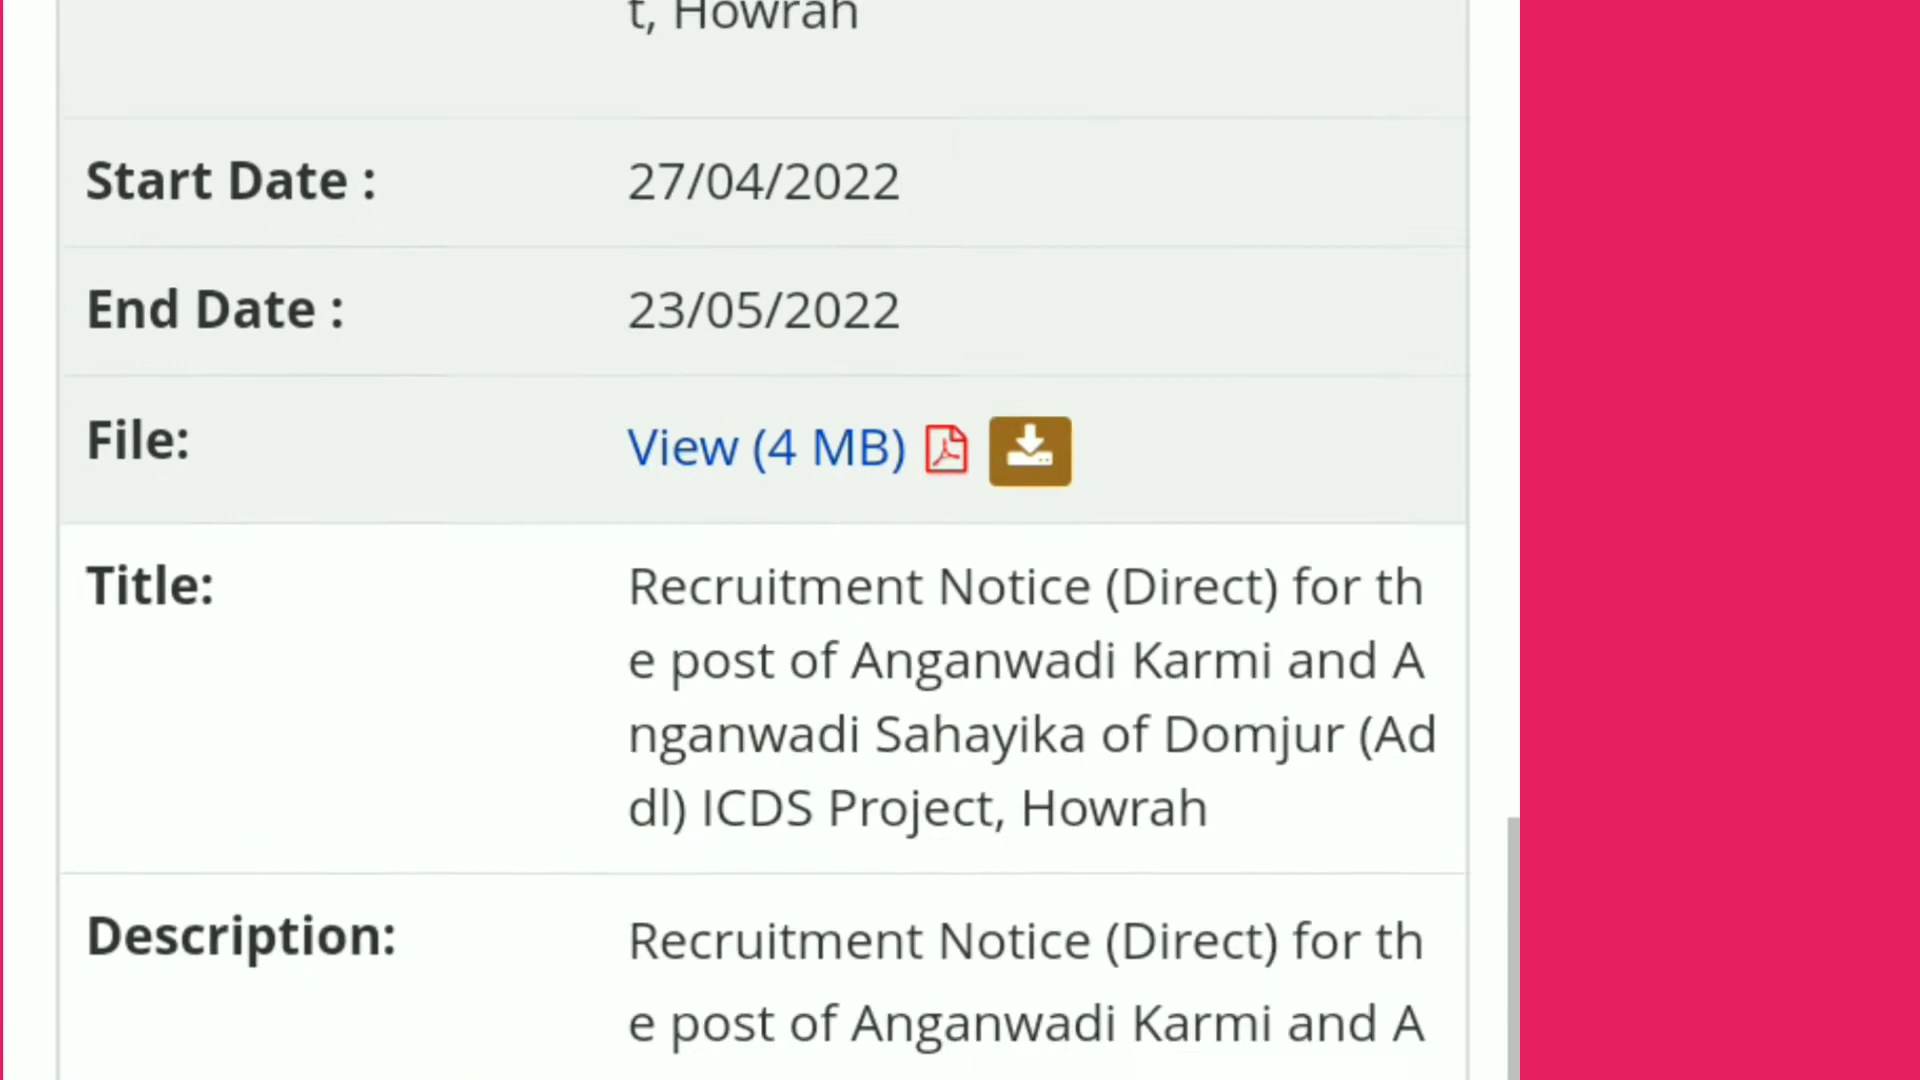 t, Howrah
Start Date : 27/04/2022
End Date : 23/05/2022
File: View (4 MB)
Title: Recruitment Notice (Direct) for th
e post of Anganwadi Karmi and A
nganwadi Sahayika of Domjur (Ad
dl) ICDS Project, Howrah
Description: Recruitment Notice (Direct) for th
e post of Anganwadi Karmi and A